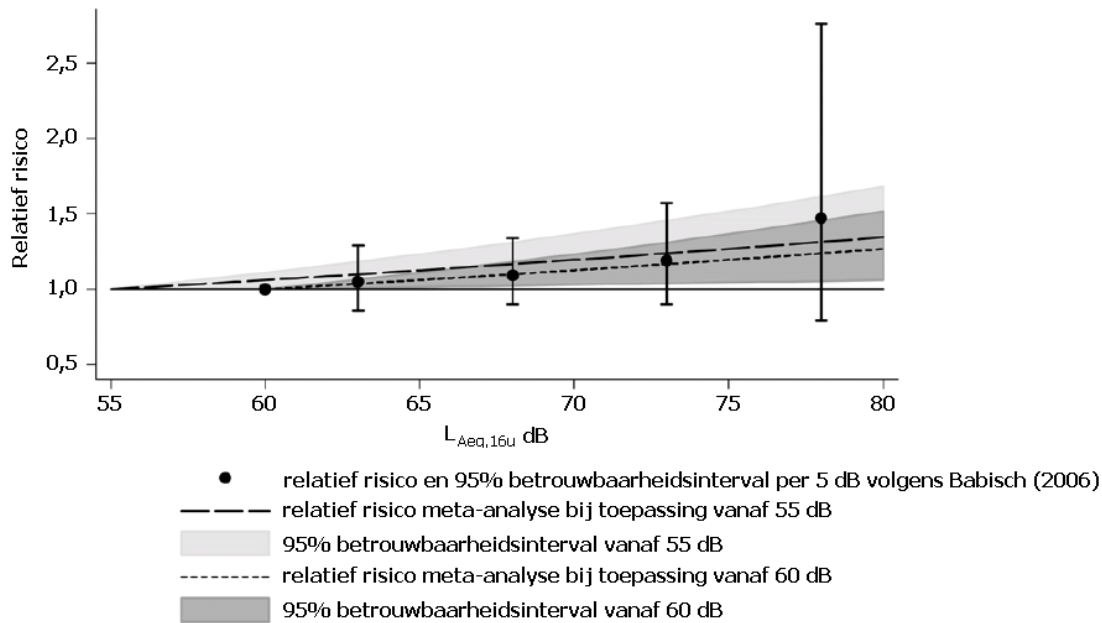 2,5
2,0
1,5
1,0
0,5
Relatief risico
55 60 65 70 75 80
LAeq,16u dB
relatief risico en 95% betrouwbaarheidsinterval per 5 dB volgens Babisch (2006)
relatief risico meta-analyse bij toepassing vanaf 55 dB
95% betrouwbaarheidsinterval vanaf 55 dB
relatief risico meta-analyse bij toepassing vanaf 60 dB
95% betrouwbaarheidsinterval vanaf 60 dB